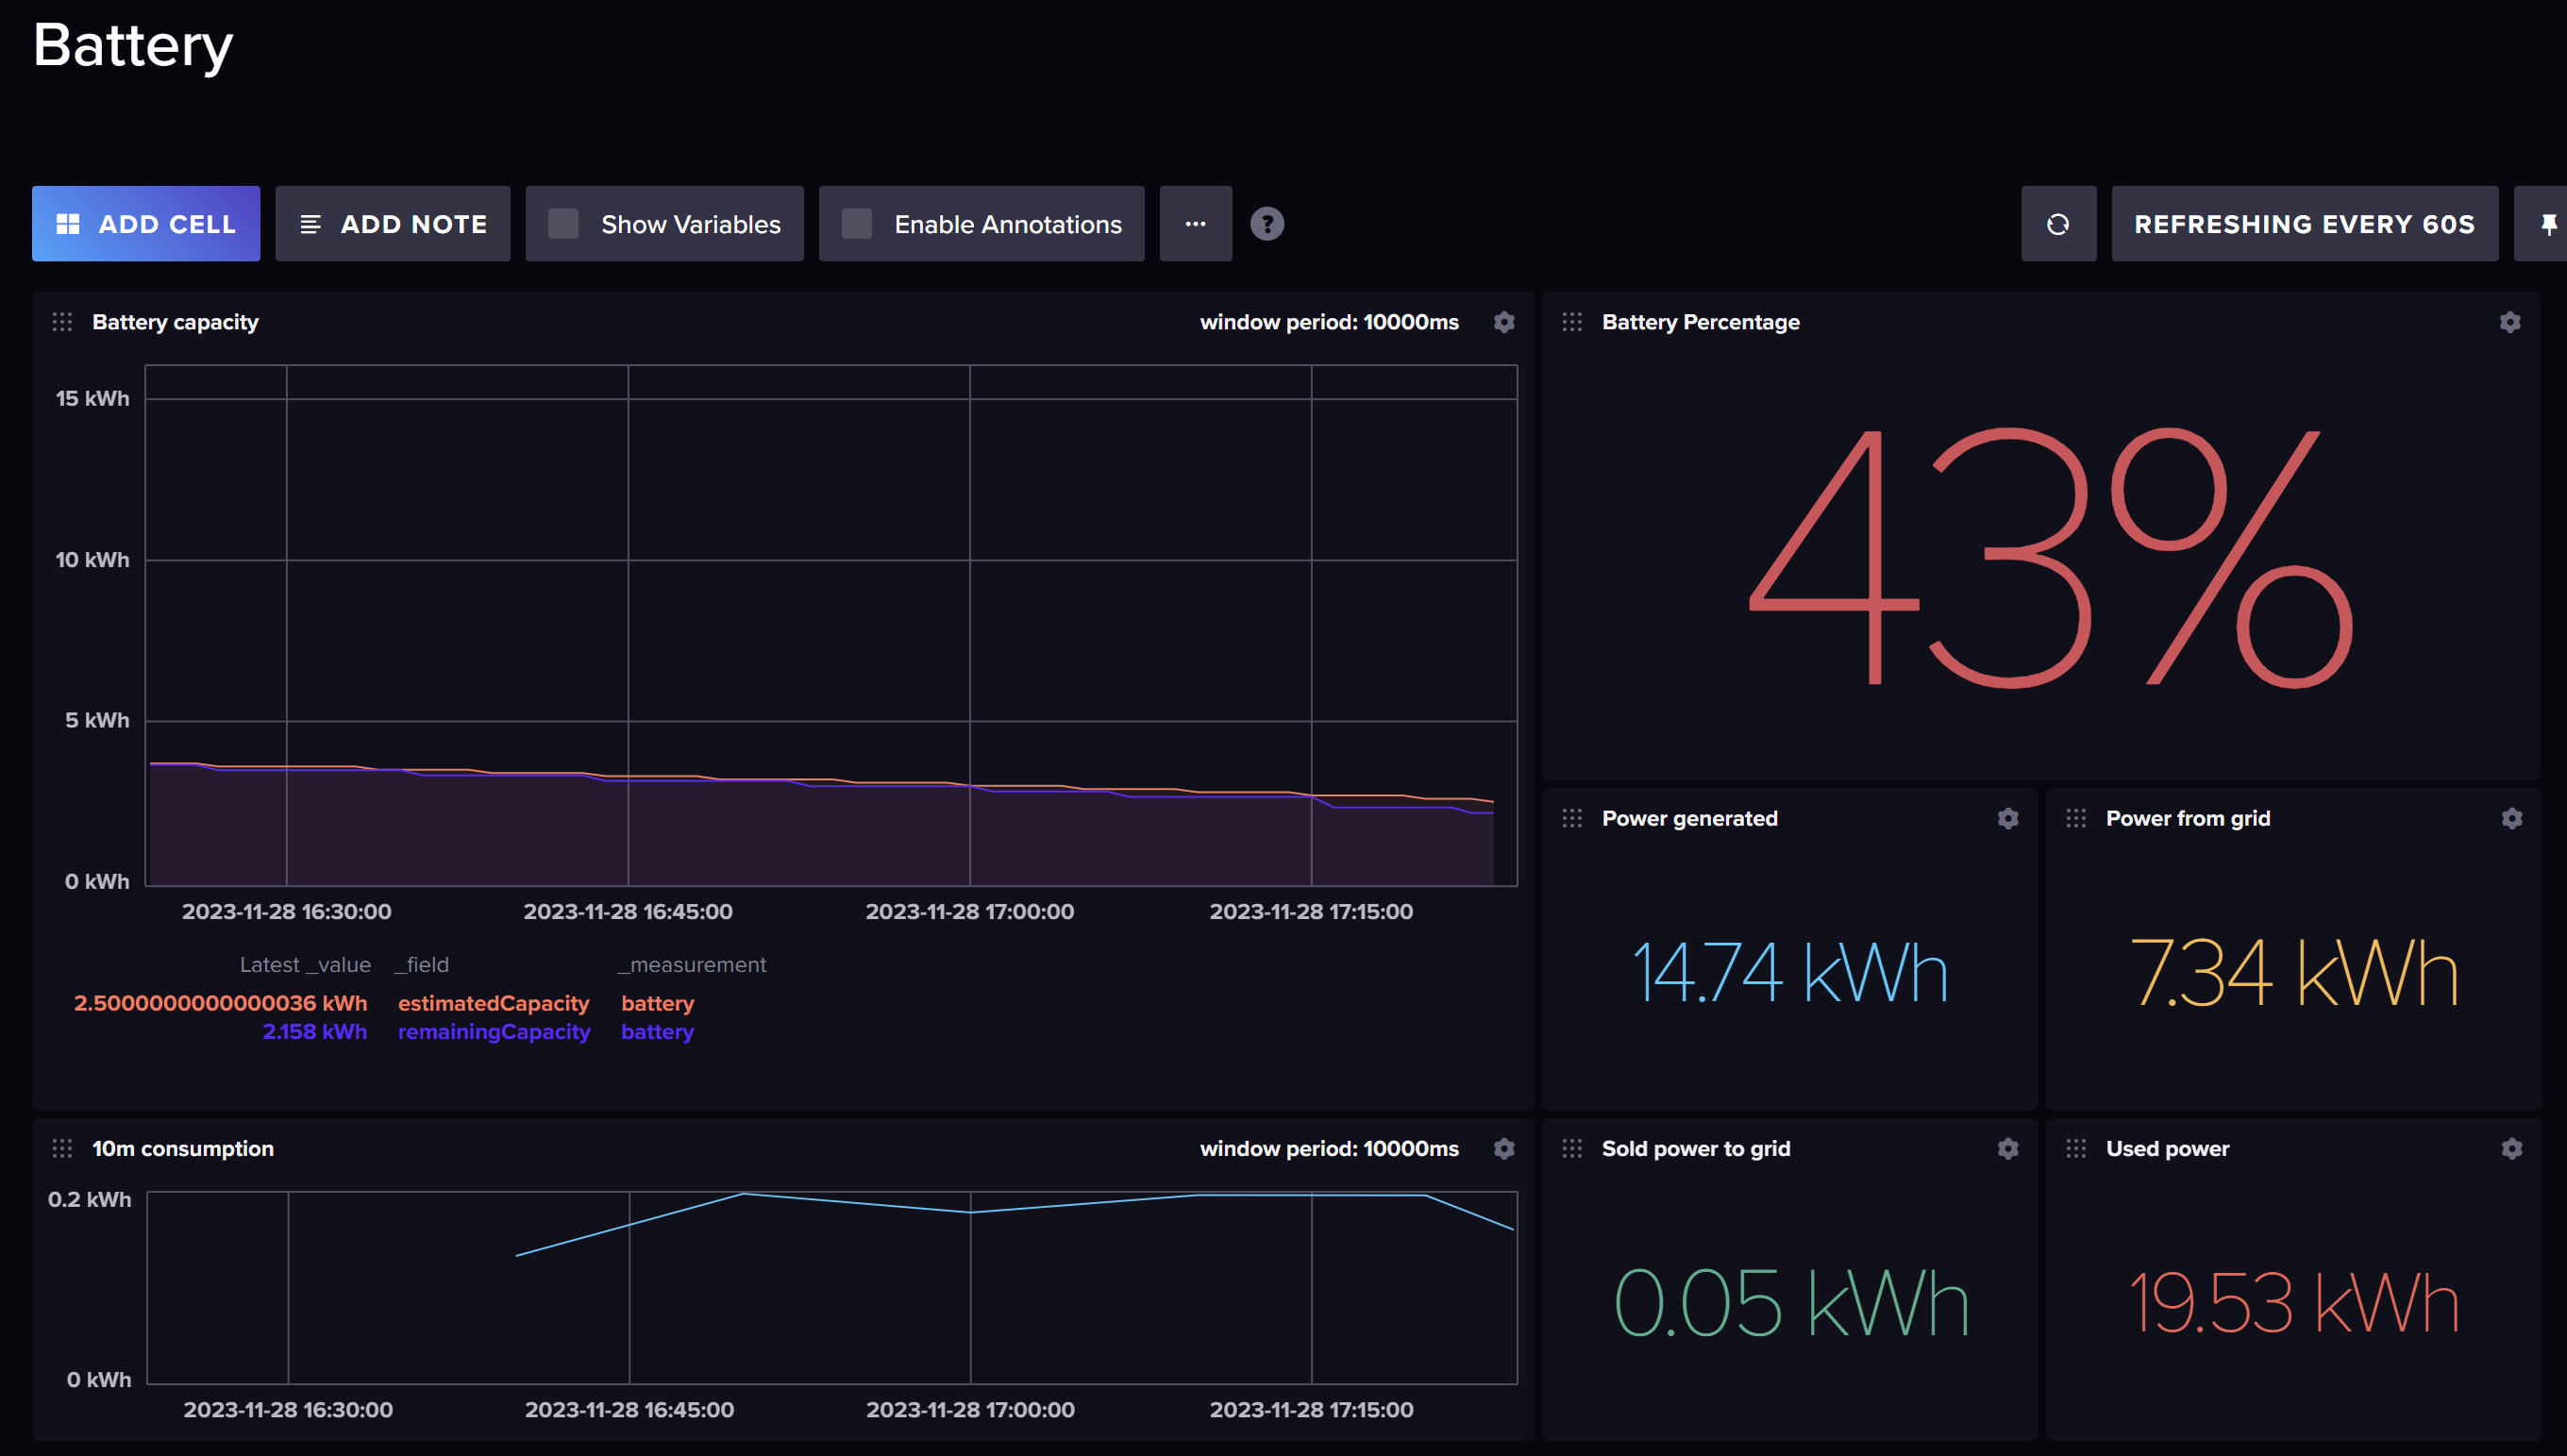 Battery
ADD CELL
ADD NOTE
Show Variables
Enable Annotations
...
?
REFRESHING EVERY 60S
Battery capacity
window period: 10000ms
15 kWh
10 kWh
5 kWh
0 kWh
2023-11-28 16:30:00
2023-11-28 16:45:00
2023-11-28 17:00:00
2023-11-28 17:15:00
Latest _value _field _measurement
2.5000000000000036 kWh estimatedCapacity battery
2.158 kWh remainingCapacity battery
Battery Percentage
43%
Power generated
14.74 kWh
Power from grid
7.34 kWh
10m consumption
window period: 10000ms
0.2 kWh
0 kWh
2023-11-28 16:30:00
2023-11-28 16:45:00
2023-11-28 17:00:00
2023-11-28 17:15:00
Sold power to grid
0.05 kWh
Used power
19.53 kWh